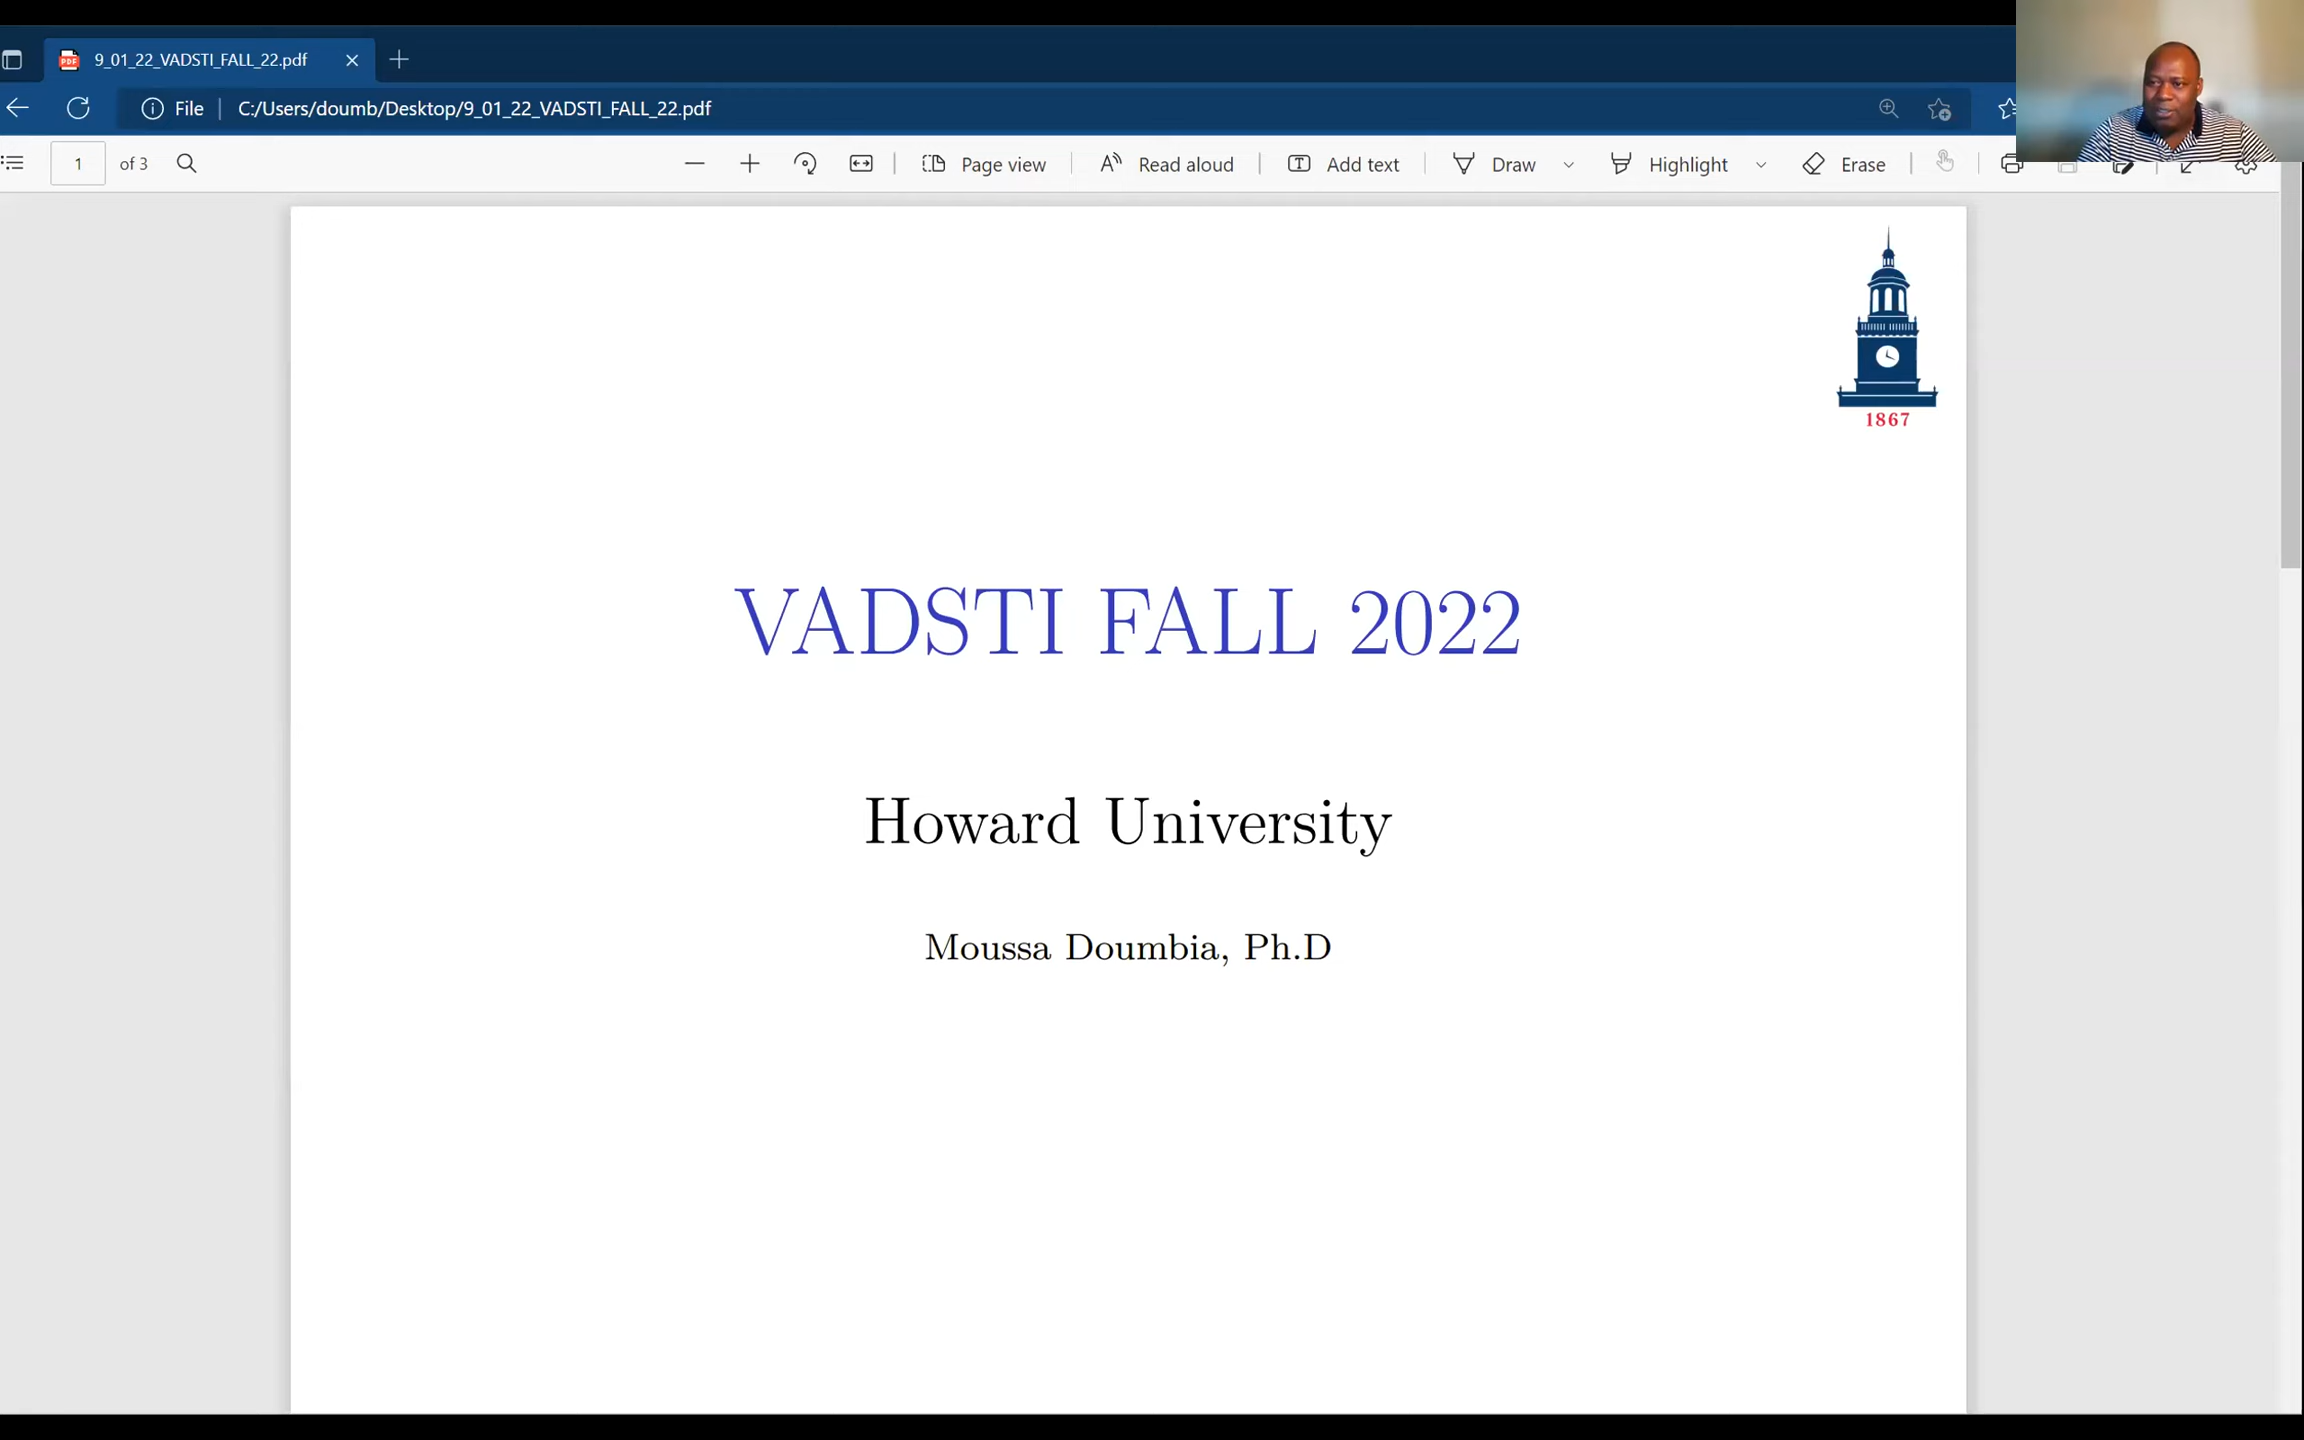 9_01_22_VADSTI_FALL_22.pdf
File C:/Users/doumb/Desktop/9_01_22_VADSTI_FALL_22.pdf
1 of 3 Page view Read aloud Add text Draw Highlight Erase
1867
VADSTI FALL 2022
Howard University
Moussa Doumbia, Ph.D